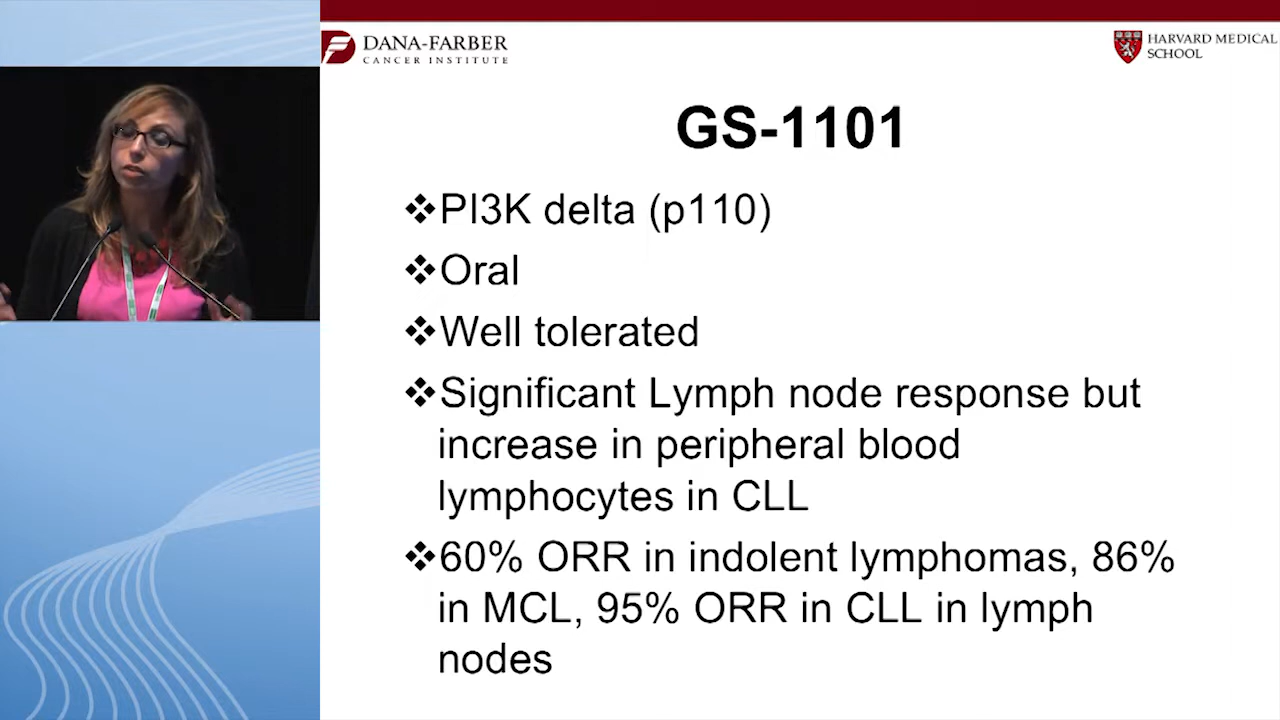 DANA-FARBER
CANCER INSTITUTE
HARVARD MEDICAL
SCHOOL
GS-1101
❖PI3K delta (p110)
❖Oral
❖Well tolerated
❖Significant Lymph node response but
increase in peripheral blood
lymphocytes in CLL
❖60% ORR in indolent lymphomas, 86%
in MCL, 95% ORR in CLL in lymph
nodes